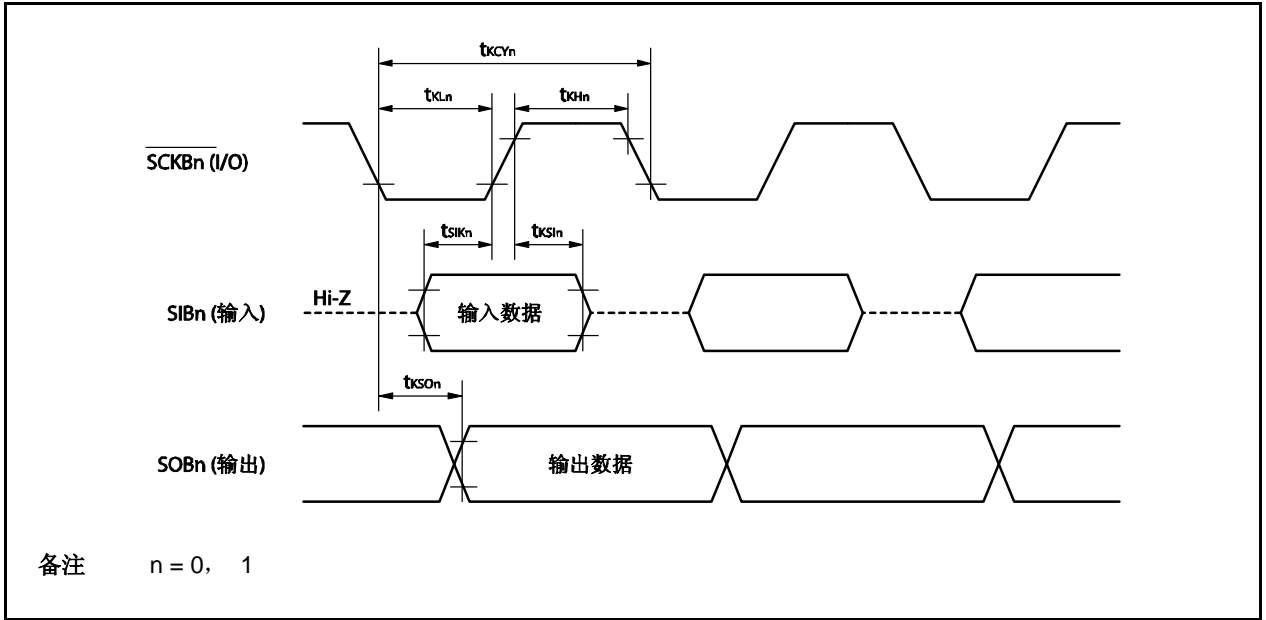 tKCYn
tKLn tKHn
SCKBn (I/O)
tSIKn tKSIn
Hi-Z
SIBn (输入) 输入数据
tKSOn
SOBn (输出) 输出数据
备注 n = 0， 1